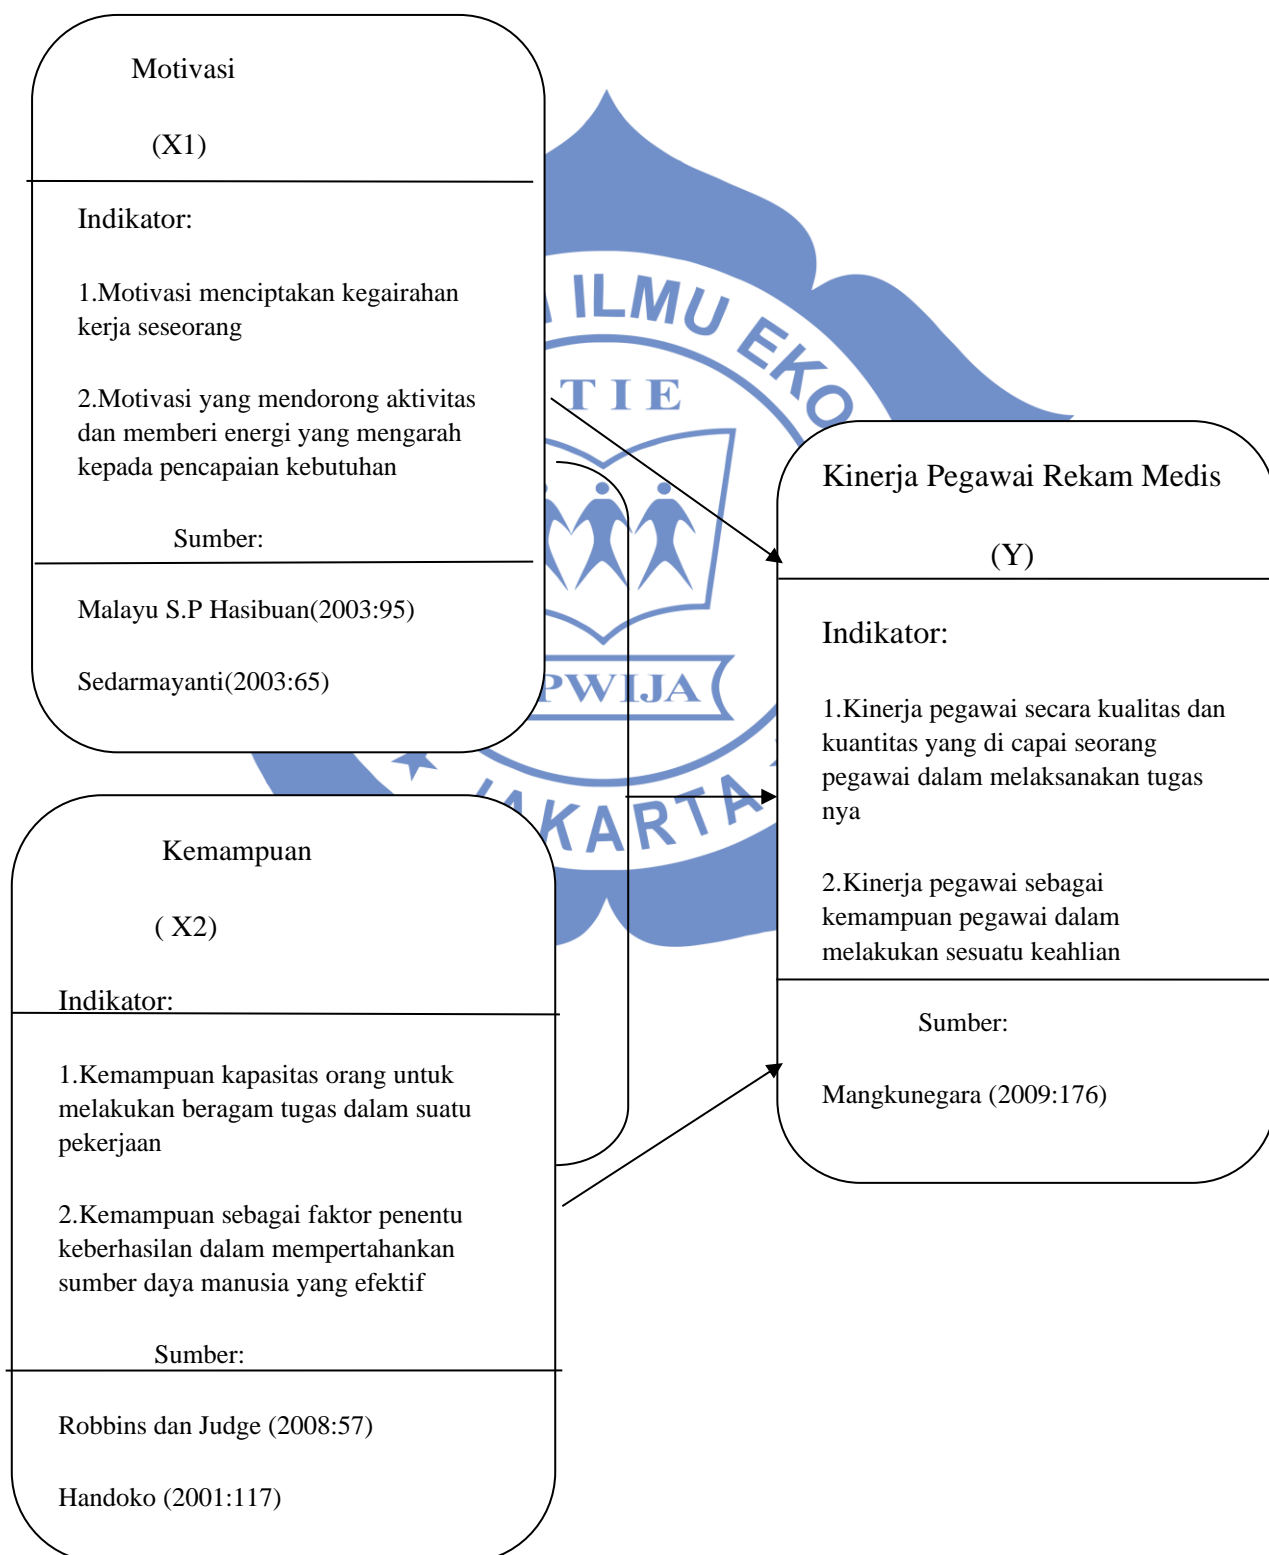 Motivasi
(X1)
Indikator:
1.Motivasi menciptakan kegairahan
kerja seseorang
2.Motivasi yang mendorong aktivitas
dan memberi energi yang mengarah
kepada pencapaian kebutuhan
Sumber:
Malayu S.P Hasibuan(2003:95)
Sedarmayanti(2003:65)
Kemampuan
( X2)
Indikator:
1.Kemampuan kapasitas orang untuk
melakukan beragam tugas dalam suatu
pekerjaan
2.Kemampuan sebagai faktor penentu
keberhasilan dalam mempertahankan
sumber daya manusia yang efektif
Sumber:
Robbins dan Judge (2008:57)
Handoko (2001:117)
Kinerja Pegawai Rekam Medis
(Y)
Indikator:
1.Kinerja pegawai secara kualitas dan
kuantitas yang di capai seorang
pegawai dalam melaksanakan tugas
nya
2.Kinerja pegawai sebagai
kemampuan pegawai dalam
melakukan sesuatu keahlian
Sumber:
Mangkunegara (2009:176)
ILMU EKO
TIE
PWIJA
JAKARTA